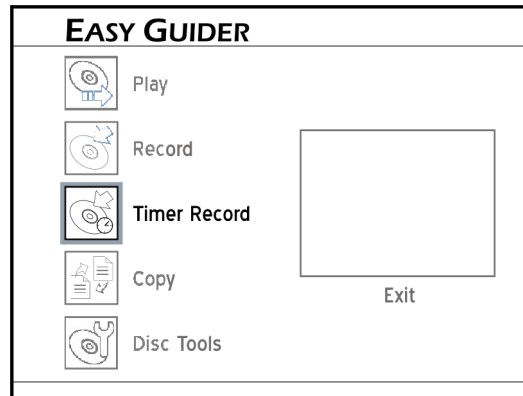 EASY GUIDER
Play
Record
Timer Record
Copy
Exit
Disc Tools